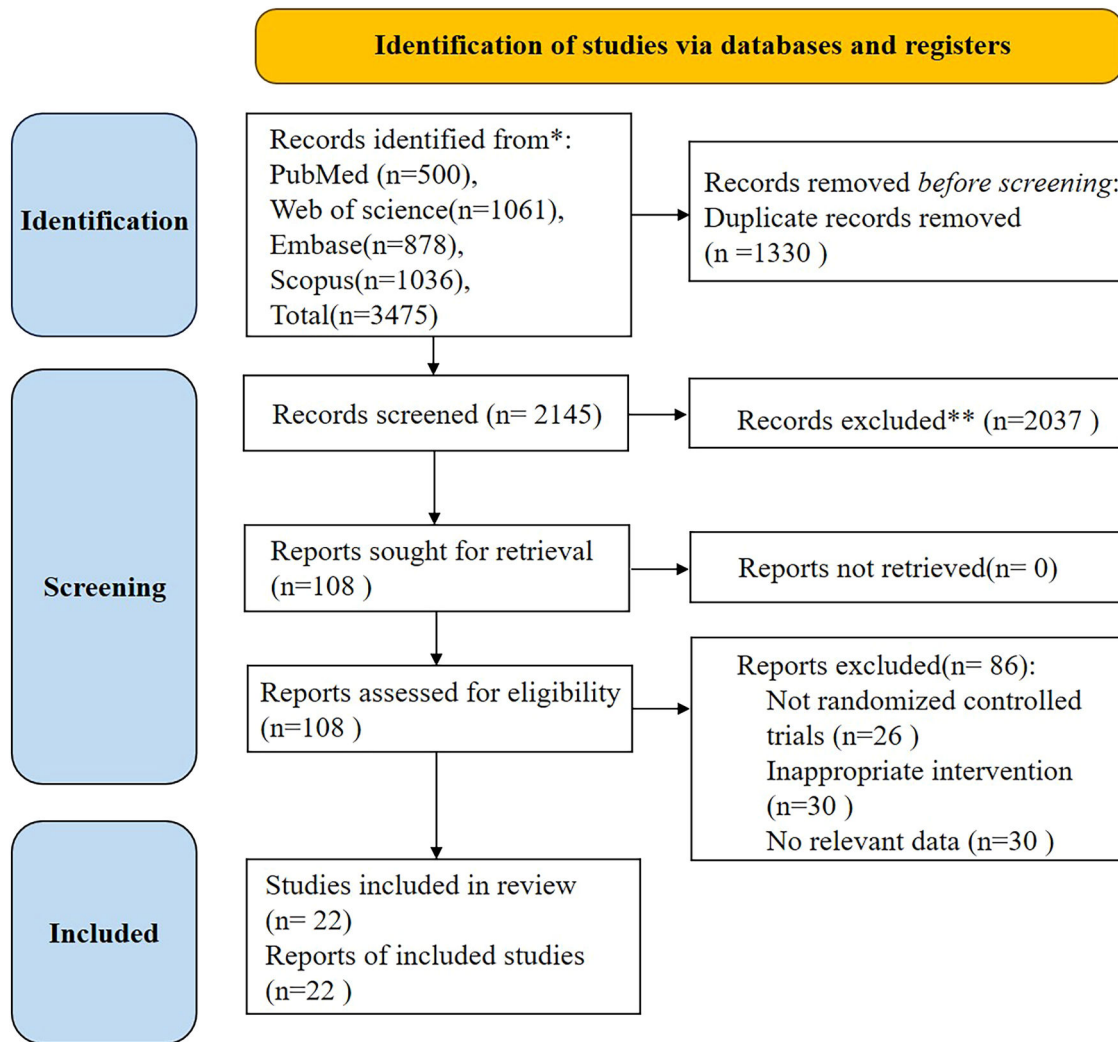 Identification of studies via databases and registers
Identification
Records identified from*:
PubMed (n=500),
Web of science(n=1061),
Embase(n=878),
Scopus(n=1036),
Total(n=3475)
Records removed before screening:
Duplicate records removed
(n =1330 )
Screening
Records screened (n= 2145)
Records excluded** (n=2037 )
Reports sought for retrieval
(n=108 )
Reports not retrieved(n= 0)
Reports assessed for eligibility
(n=108 )
Reports excluded(n= 86):
Not randomized controlled
trials (n=26 )
Inappropriate intervention
(n=30 )
No relevant data (n=30 )
Included
Studies included in review
(n= 22)
Reports of included studies
(n=22 )